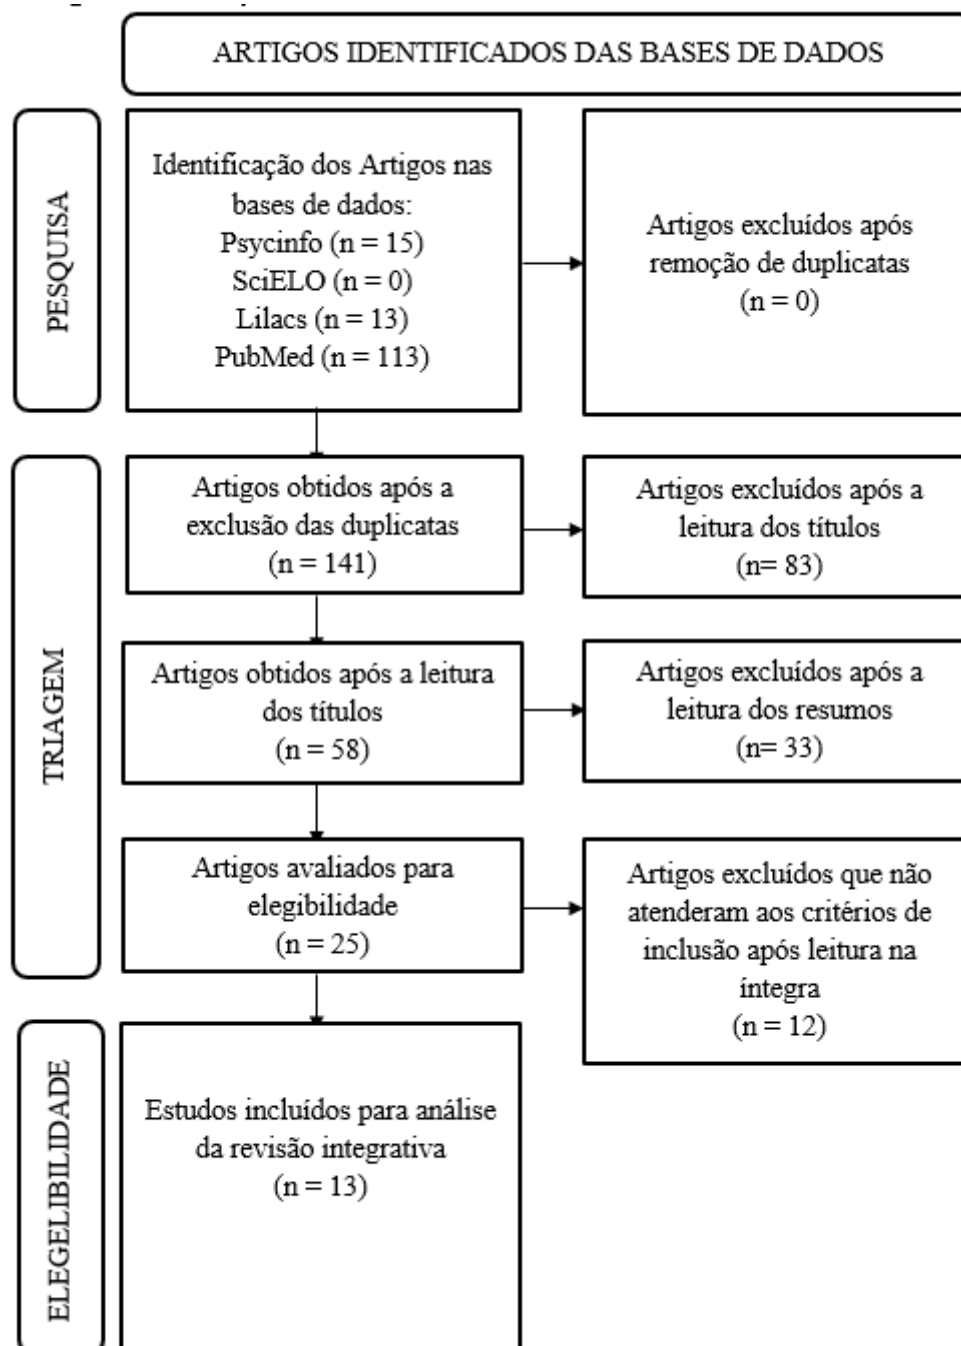 ARTIGOS IDENTIFICADOS DAS BASES DE DADOS
PESQUISA
Identificação dos Artigos nas
bases de dados:
Psycinfo (n = 15)
SciELO (n = 0)
Lilacs (n = 13)
PubMed (n = 113)
Artigos excluídos após
remoção de duplicatas
(n = 0)
TRIAGEM
Artigos obtidos após a
exclusão das duplicatas
(n = 141)
Artigos excluídos após a
leitura dos títulos
(n= 83)
Artigos obtidos após a leitura
dos títulos
(n = 58)
Artigos excluídos após a
leitura dos resumos
(n= 33)
Artigos avaliados para
elegibilidade
(n = 25)
Artigos excluídos que não
atenderam aos critérios de
inclusão após leitura na
íntegra
(n = 12)
ELEGELIBILIDADE
Estudos incluídos para análise
da revisão integrativa
(n = 13)